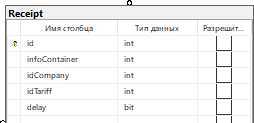 Receipt
Имя столбца Тип данных Разрешит...
id int
infoContainer int
idCompany int
idTariff int
delay bit